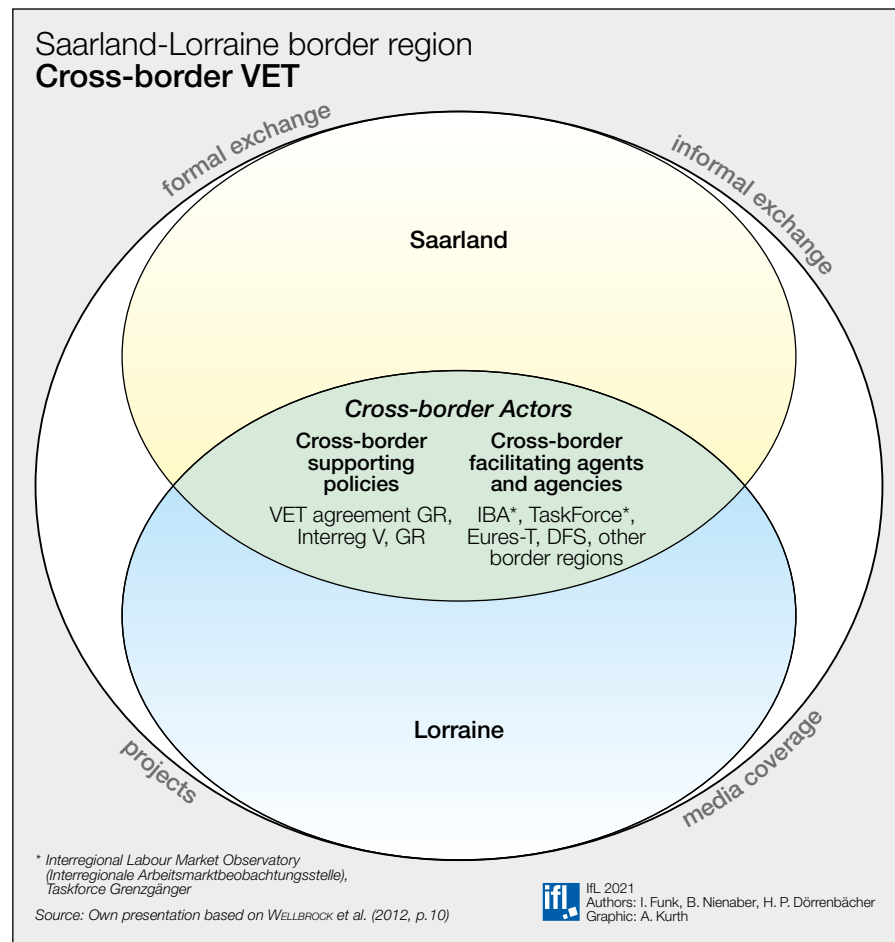 Saarland-Lorraine border region
Cross-border VET
formal exchange
informal exchange
Saarland
Cross-border Actors
Cross-border
supporting
policies
VET agreement GR,
Interreg V, GR
Cross-border
facilitating agents
and agencies
IBA*, TaskForce*,
Eures-T, DFS, other
border regions
Lorraine
projects
media coverage
* Interregional Labour Market Observatory
(Interregionale Arbeitsmarktbeobachtungsstelle),
Taskforce Grenzgänger
Source: Own presentation based on WELLBROCK et al. (2012, p.10)
ifl
IfL 2021
Authors: I. Funk, B. Nienaber, H. P. Dörrenbächer
Graphic: A. Kurth